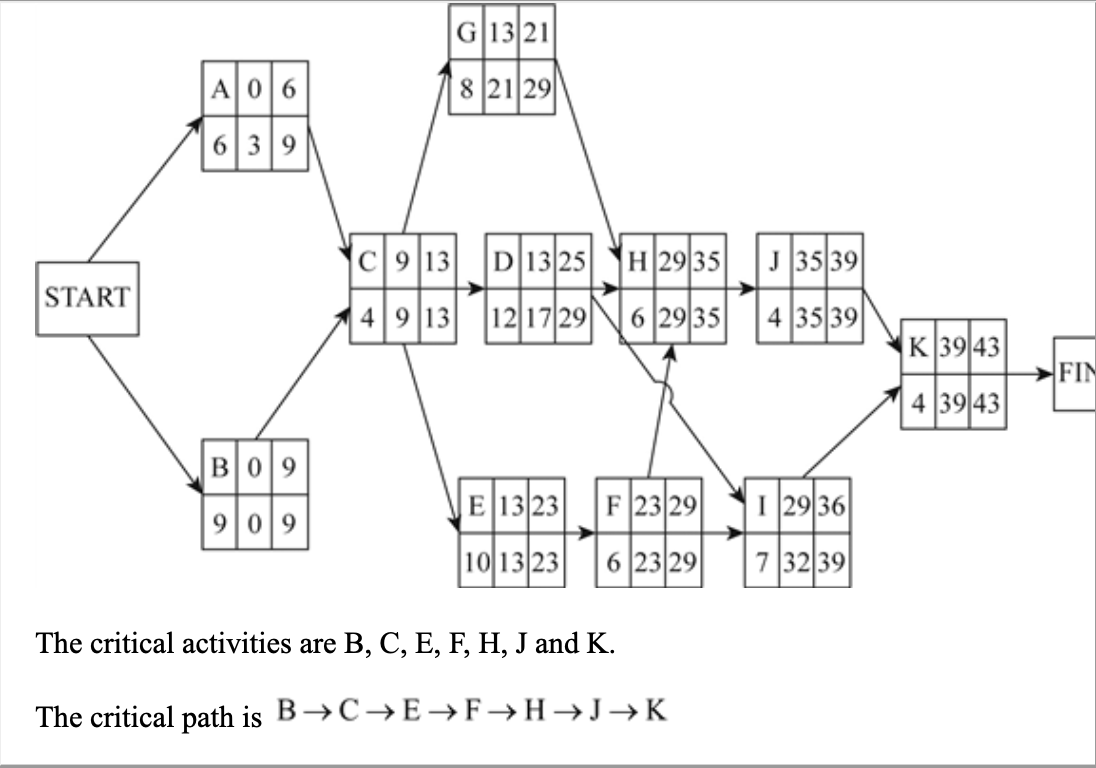 G 13 21
8 21 29
A 0 6
6 3 9
C 9 13
4 9 13
D 13 25
12 17 29
H 29 35
6 29 35
J 35 39
4 35 39
START
K 39 43
4 39 43
FIN
B 0 9
9 0 9
E 13 23
10 13 23
F 23 29
6 23 29
I 29 36
7 32 39
The critical activities are B, C, E, F, H, J and K.
The critical path is B→C→E→F→H→J→K